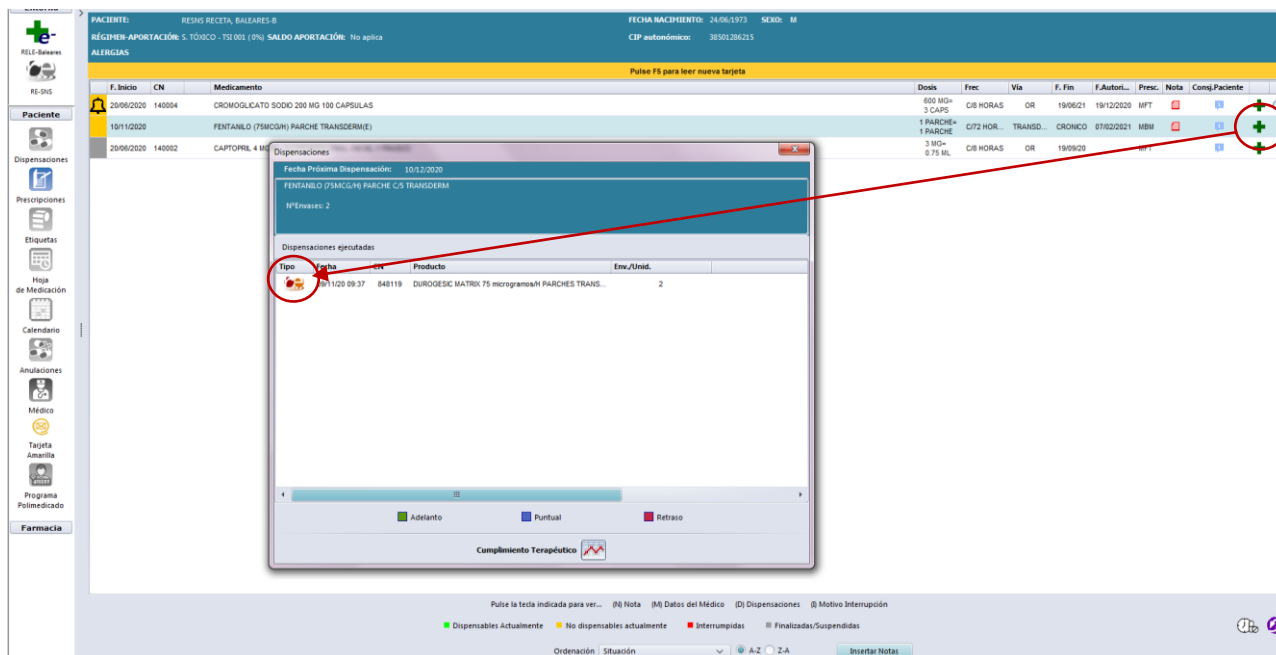 RELE-Baleares
RE-SNS
Paciente
Dispensaciones
Prescripciones
Etiquetas
Hoja
de Medicación
Calendario
Anulaciones
Médico
Tarjeta
Amarilla
Programa
Polimedicado
Farmacia
PACIENTE: RESNS RECETA, BALEARES-B FECHA NACIMIENTO: 24/06/1973 SEXO: M
RÉGIMEN-APORTACIÓN: S. TÓXICO - TSI 001 ( 0%) SALDO APORTACIÓN: No aplica CIP autonómico: 38501286215
ALERGIAS
Pulse F5 para leer nueva tarjeta
F. Inicio CN Medicamento Dosis Frec Vía F. Fin F.Autori... Presc. Nota Consj.Paciente
20/06/2020 140004 CROMOGLICATO SODIO 200 MG 100 CAPSULAS 600 MG= 3 CAPS C/8 HORAS OR 19/06/21 19/12/2020 MFT
10/11/2020 FENTANILO (75MCG/H) PARCHE TRANSDERM(E) 1 PARCHE= 1 PARCHE C/72 HOR... TRANSD... CRONICO 07/02/2021 MBM
20/06/2020 140002 CAPTOPRIL 4 3 MG= 0.75 ML C/8 HORAS OR 19/09/20
Dispensaciones
Fecha Próxima Dispensación: 10/12/2020
FENTANILO (75MCG/H) PARCHE C/5 TRANSDERM
NºEnvases: 2
Dispensaciones ejecutadas
Tipo Fecha CN Producto Env./Unid.
09/11/20 09:37 848119 DUROGESIC MATRIX 75 microgramos/H PARCHES TRANS... 2
Adelanto Puntual Retraso
Cumplimiento Terapéutico
Pulse la tecla indicada para ver... (N) Nota (M) Datos del Médico (D) Dispensaciones (I) Motivo Interrupción
Dispensables Actualmente No dispensables actualmente Interrumpidas Finalizadas/Suspendidas
Ordenación Situación A-Z Z-A Insertar Notas